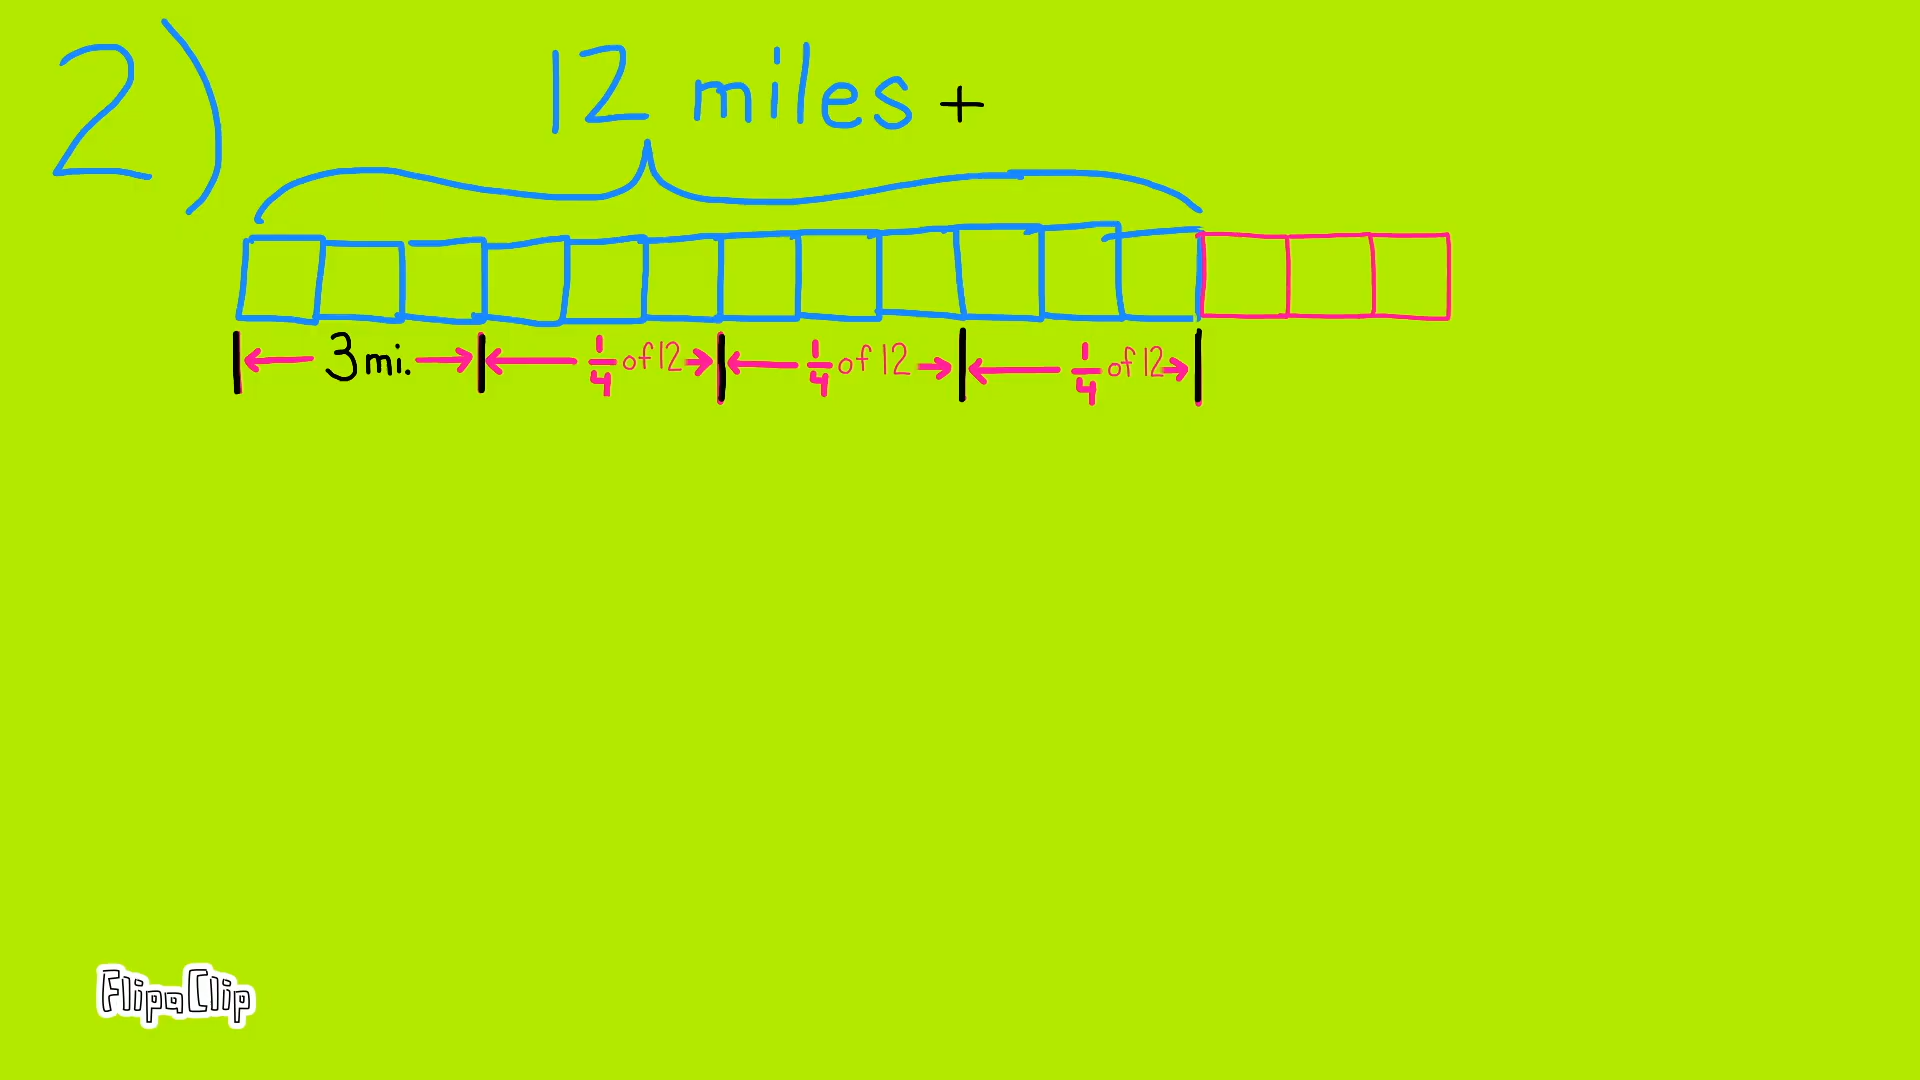 2) 12 miles +
3 mi. 1/4 of 12 1/4 of 12 1/4 of 12
FlipaClip